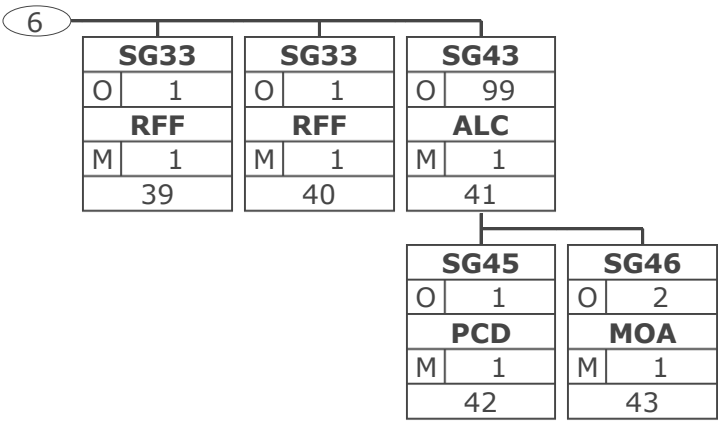 6
SG33 SG33 SG43
O 1 O 1 O 99
RFF RFF ALC
M 1 M 1 M 1
39 40 41
SG45 SG46
O 1 O 2
PCD MOA
M 1 M 1
42 43